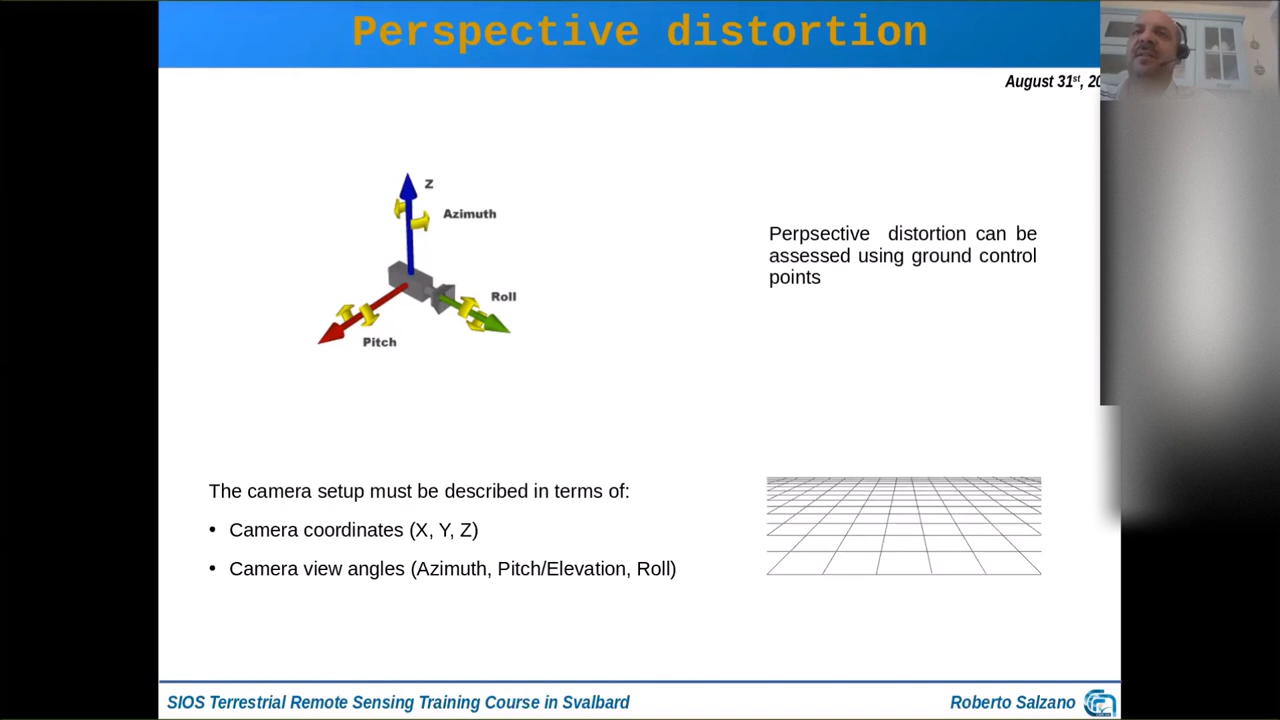 Perspective distortion
August 31st, 20
Z
Azimuth
Roll
Pitch
Perpsective distortion can be
assessed using ground control
points
The camera setup must be described in terms of:
• Camera coordinates (X, Y, Z)
• Camera view angles (Azimuth, Pitch/Elevation, Roll)
SIOS Terrestrial Remote Sensing Training Course in Svalbard
Roberto Salzano